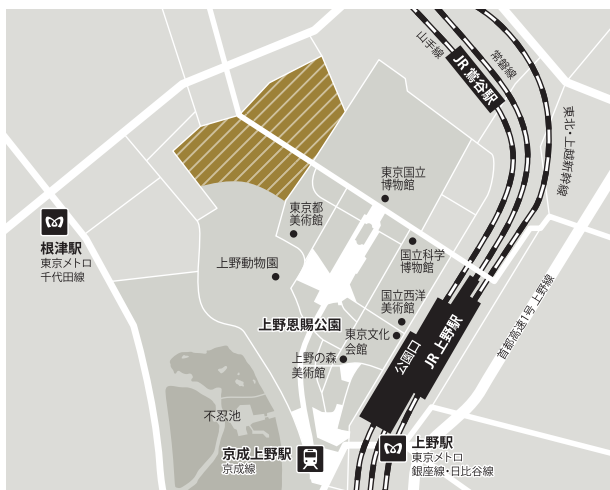 山手線
JR 鶯谷駅
常磐線
東北・上越新幹線
東京国立
博物館
東京都
美術館
根津駅
東京メトロ
千代田線
上野動物園
国立科学
博物館
国立西洋
美術館
上野恩賜公園
東京文化
会館
公園口
JR 上野駅
首都高速1号 上野線
上野の森
美術館
不忍池
京成上野駅
京成線
上野駅
東京メトロ
銀座線・日比谷線